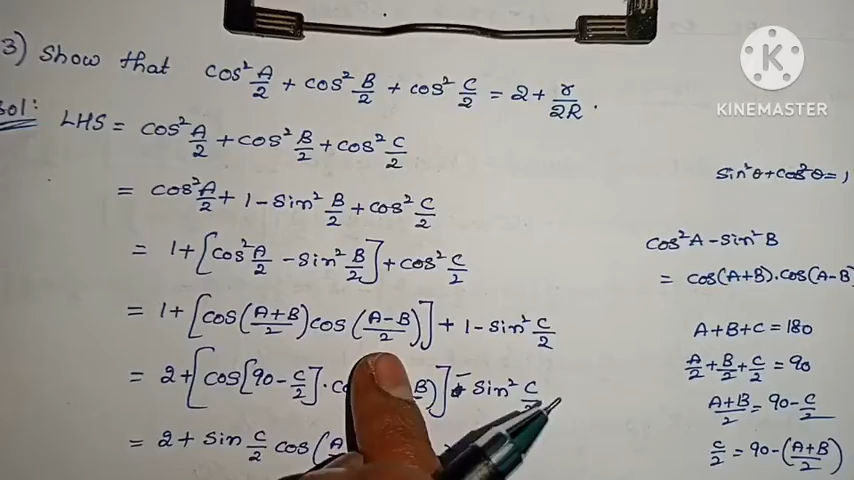 3) Show that cos² A/2 + cos² B/2 + cos² C/2 = 2 + r/2R .
Sol: LHS = cos² A/2 + cos² B/2 + cos² C/2
= cos² A/2 + 1 - sin² B/2 + cos² C/2
= 1 + [cos² A/2 - sin² B/2] + cos² C/2
= 1 + [cos(A+B/2) cos(A-B/2)] + 1 - sin² C/2
= 2 + [cos[90 - C/2] . B)] - sin² C
= 2 + sin C/2 cos(A
KINEMASTER
sin²θ + cos²θ = 1
cos²A - sin²B
= cos(A+B).cos(A-B
A+B+C = 180
A/2 + B/2 + C/2 = 90
A+B/2 = 90 - C/2
C/2 = 90 - (A+B/2)